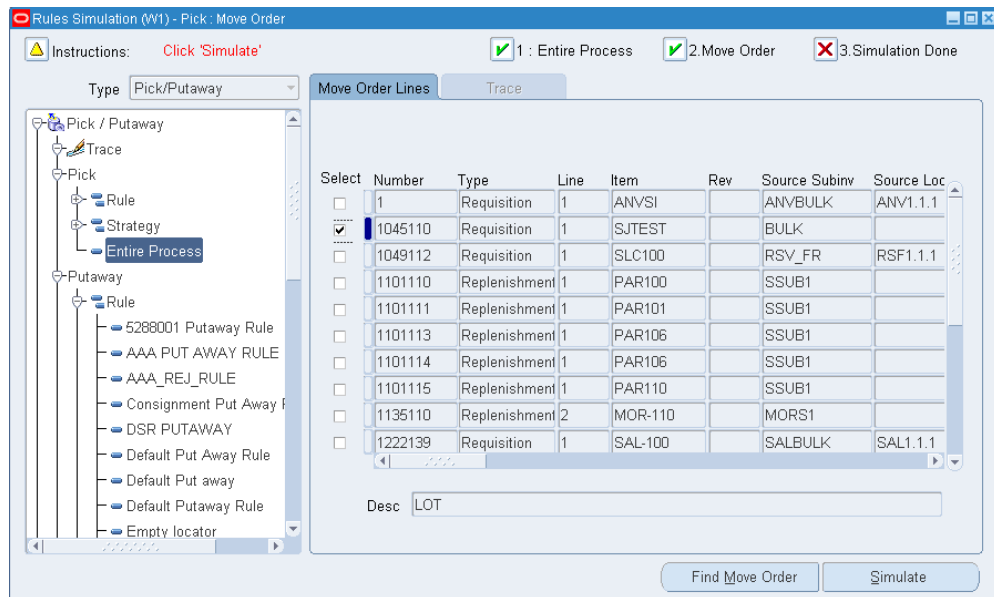 Rules Simulation (W1) - Pick : Move Order
Instructions: Click 'Simulate' 1 : Entire Process 2.Move Order 3.Simulation Done
Type Pick/Putaway
Move Order Lines Trace
Pick / Putaway
Trace
Pick
Rule
Strategy
Entire Process
Putaway
Rule
5288001 Putaway Rule
AAA PUT AWAY RULE
AAA_REJ_RULE
Consignment Put Away
DSR PUTAWAY
Default Put Away Rule
Default Put away
Default Putaway Rule
Empty locator
Select Number Type Line Item Rev Source Subinv Source Loc
1 Requisition 1 ANVSI ANVBULK ANV1.1.1
1045110 Requisition 1 SJTEST BULK
1049112 Requisition 1 SLC100 RSV_FR RSF1.1.1
1101110 Replenishment 1 PAR100 SSUB1
1101111 Replenishment 1 PAR101 SSUB1
1101113 Replenishment 1 PAR106 SSUB1
1101114 Replenishment 1 PAR106 SSUB1
1101115 Replenishment 1 PAR110 SSUB1
1135110 Replenishment 2 MOR-110 MORS1
1222139 Requisition 1 SAL-100 SALBULK SAL1.1.1
Desc LOT
Find Move Order Simulate